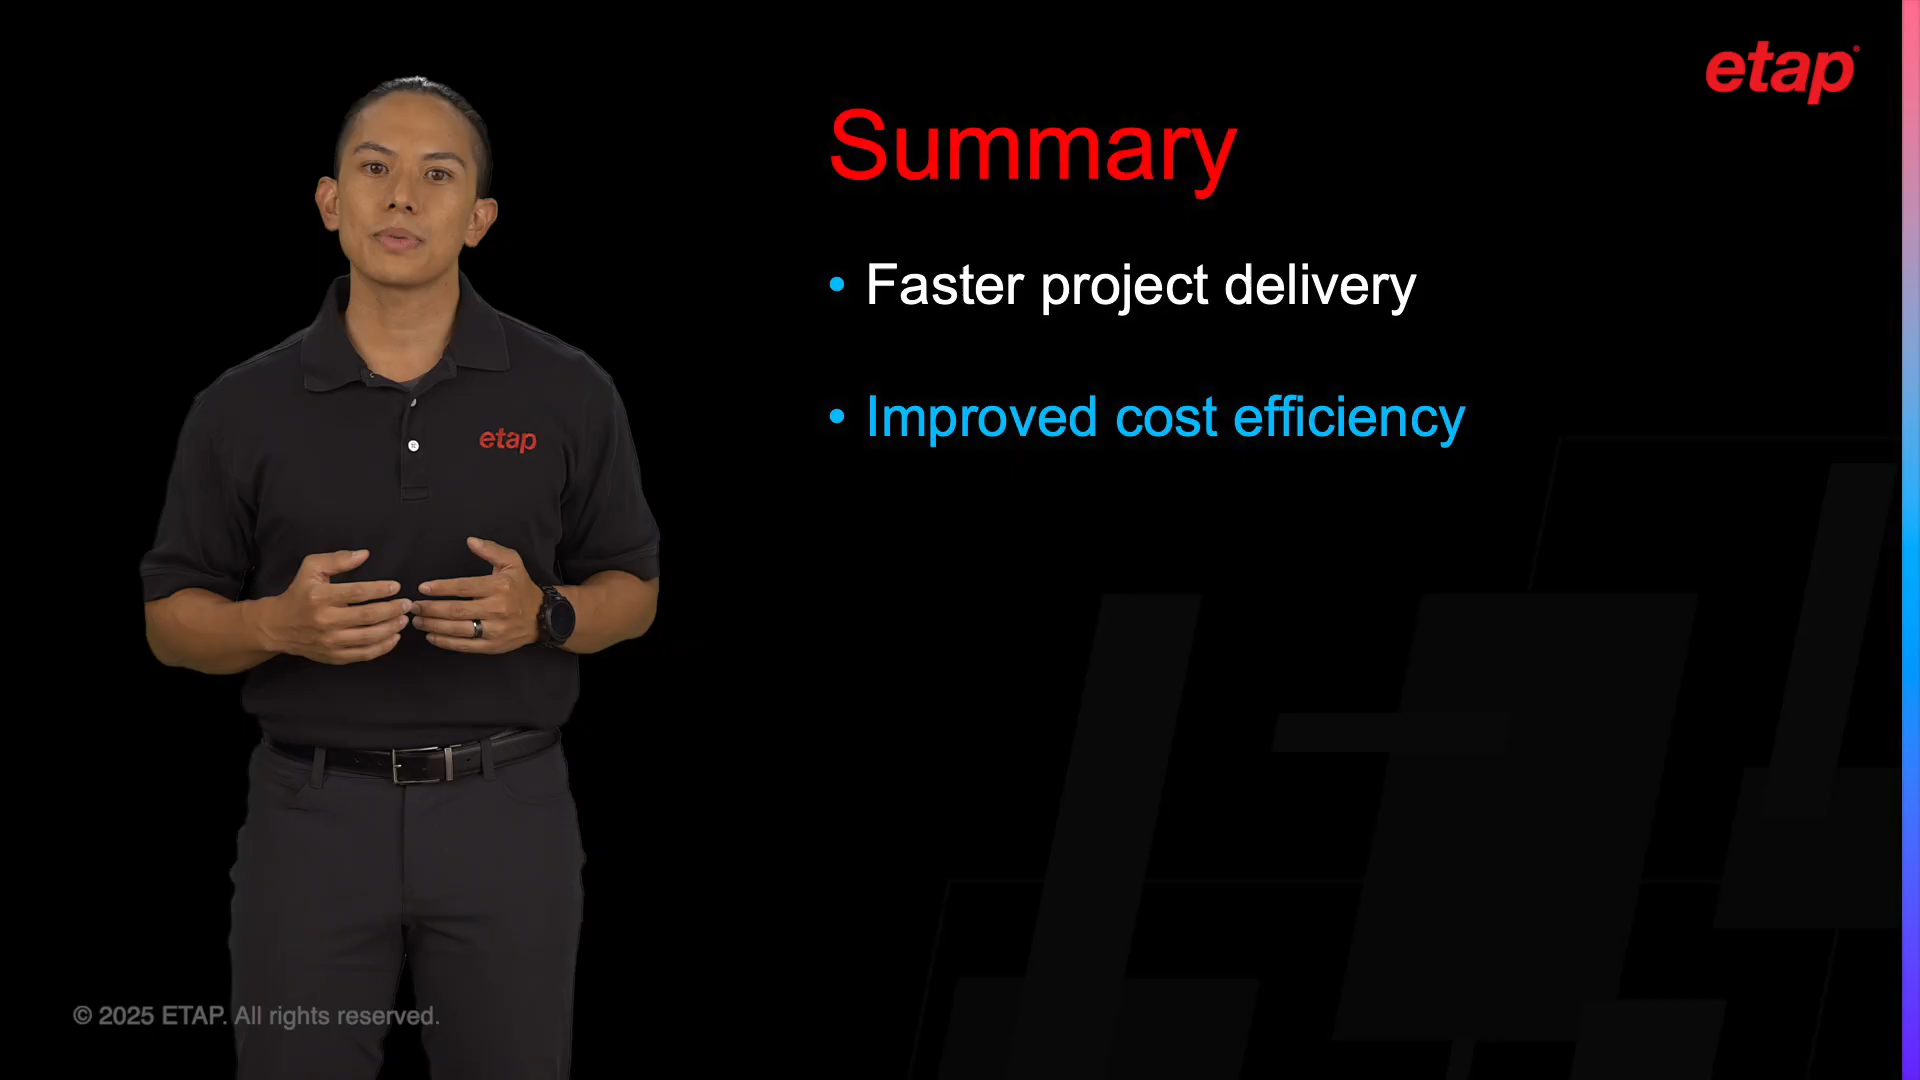 etap
Summary
• Faster project delivery
• Improved cost efficiency
etap
© 2025 ETAP. All rights reserved.